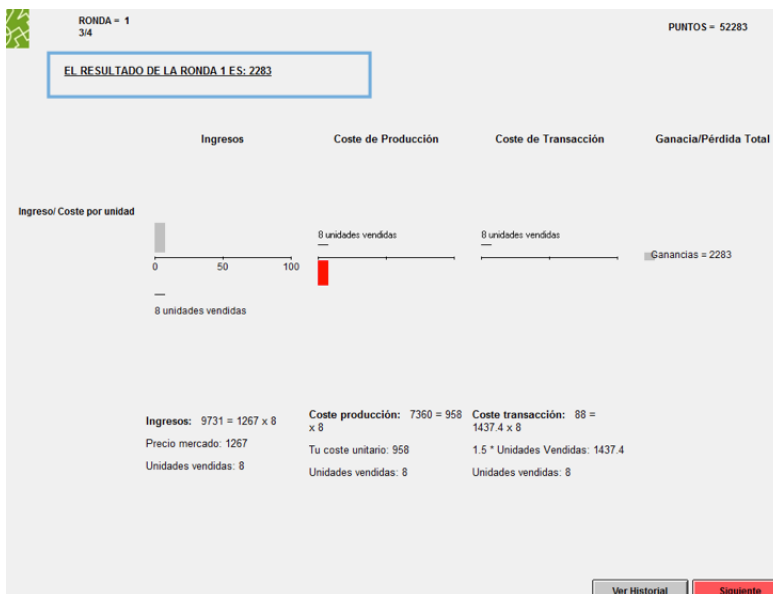 RONDA = 1
3/4
PUNTOS = 52283
EL RESULTADO DE LA RONDA 1 ES: 2283
Ingresos
Coste de Producción
Coste de Transacción
Ganacia/Pérdida Total
Ingreso/ Coste por unidad
8 unidades vendidas
8 unidades vendidas
0 50 100
Ganancias = 2283
8 unidades vendidas
Ingresos: 9731 = 1267 x 8
Precio mercado: 1267
Unidades vendidas: 8
Coste producción: 7360 = 958
x 8
Tu coste unitario: 958
Unidades vendidas: 8
Coste transacción: 88 =
1437.4 x 8
1.5 * Unidades Vendidas: 1437.4
Unidades vendidas: 8
Ver Historial
Siguiente